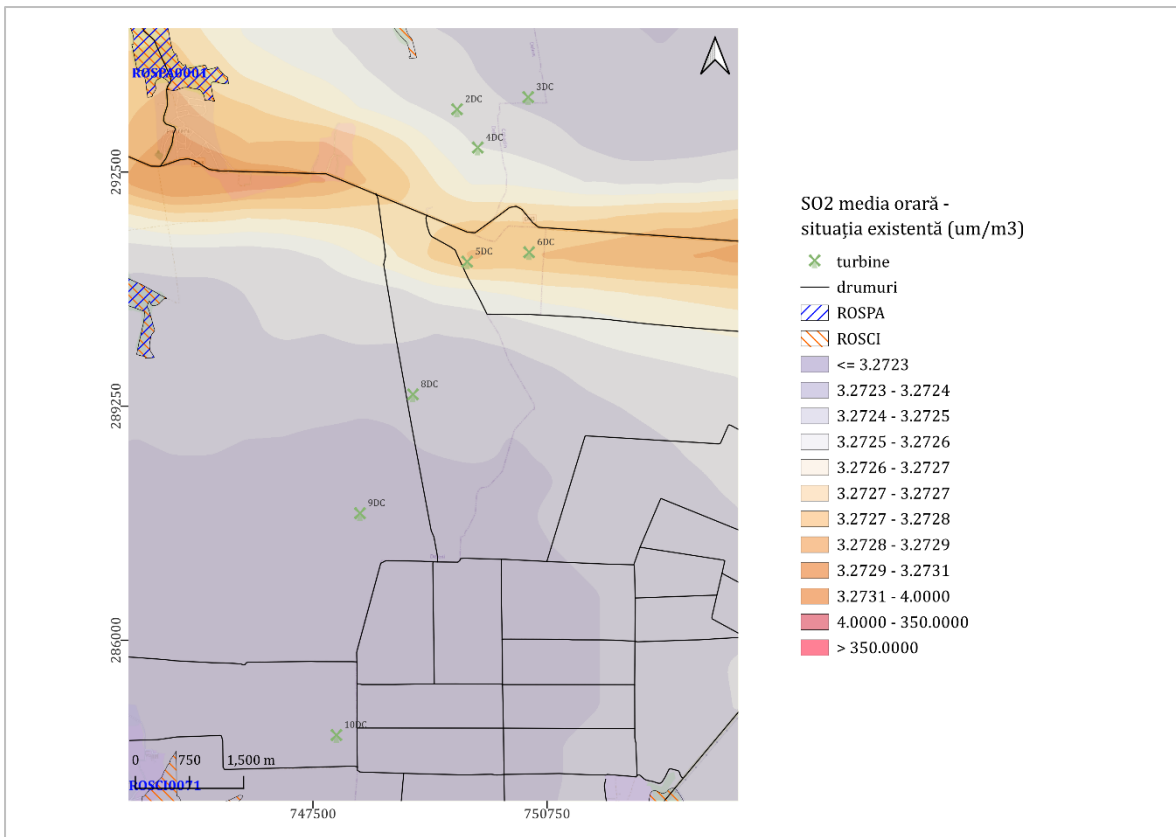 ROSPA0001
3DC
2DC
4DC
292500
6DC
5DC
8DC
289250
9DC
286000
10DC
0 750 1,500 m
ROSCI0071
747500 750750
SO2 media orară -
situația existentă (um/m3)
turbine
drumuri
ROSPA
ROSCI
<= 3.2723
3.2723 - 3.2724
3.2724 - 3.2725
3.2725 - 3.2726
3.2726 - 3.2727
3.2727 - 3.2727
3.2727 - 3.2728
3.2728 - 3.2729
3.2729 - 3.2731
3.2731 - 4.0000
4.0000 - 350.0000
> 350.0000